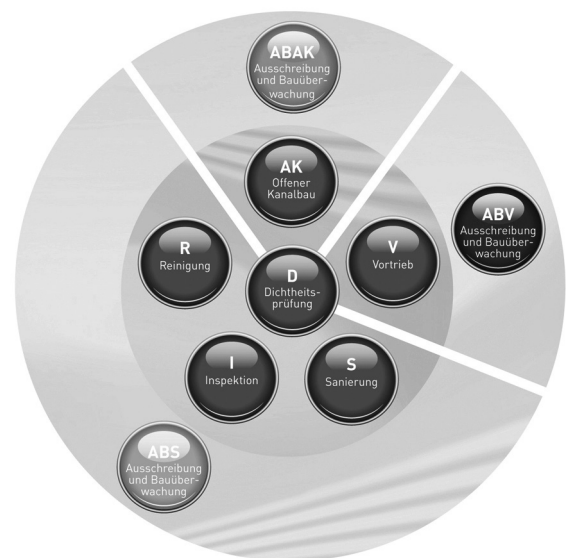 ABAK
Ausschreibung
und Bauüber-
wachung
AK
Offener
Kanalbau
R
Reinigung
V
Vortrieb
ABV
Ausschreibung
und Bauüber-
wachung
D
Dichtheits-
prüfung
I
Inspektion
S
Sanierung
ABS
Ausschreibung
und Bauüber-
wachung